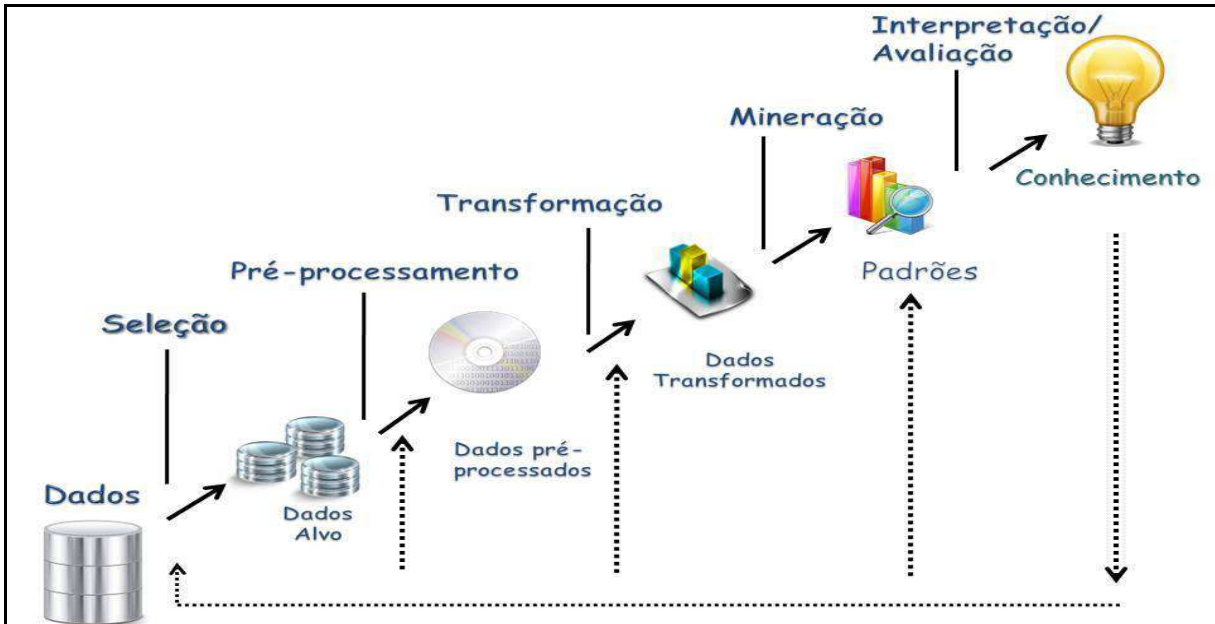 Interpretação/
Avaliação
Mineração
Conhecimento
Transformação
Padrões
Pré-processamento
Dados
Transformados
Seleção
Dados pré-
processados
Dados
Dados
Alvo